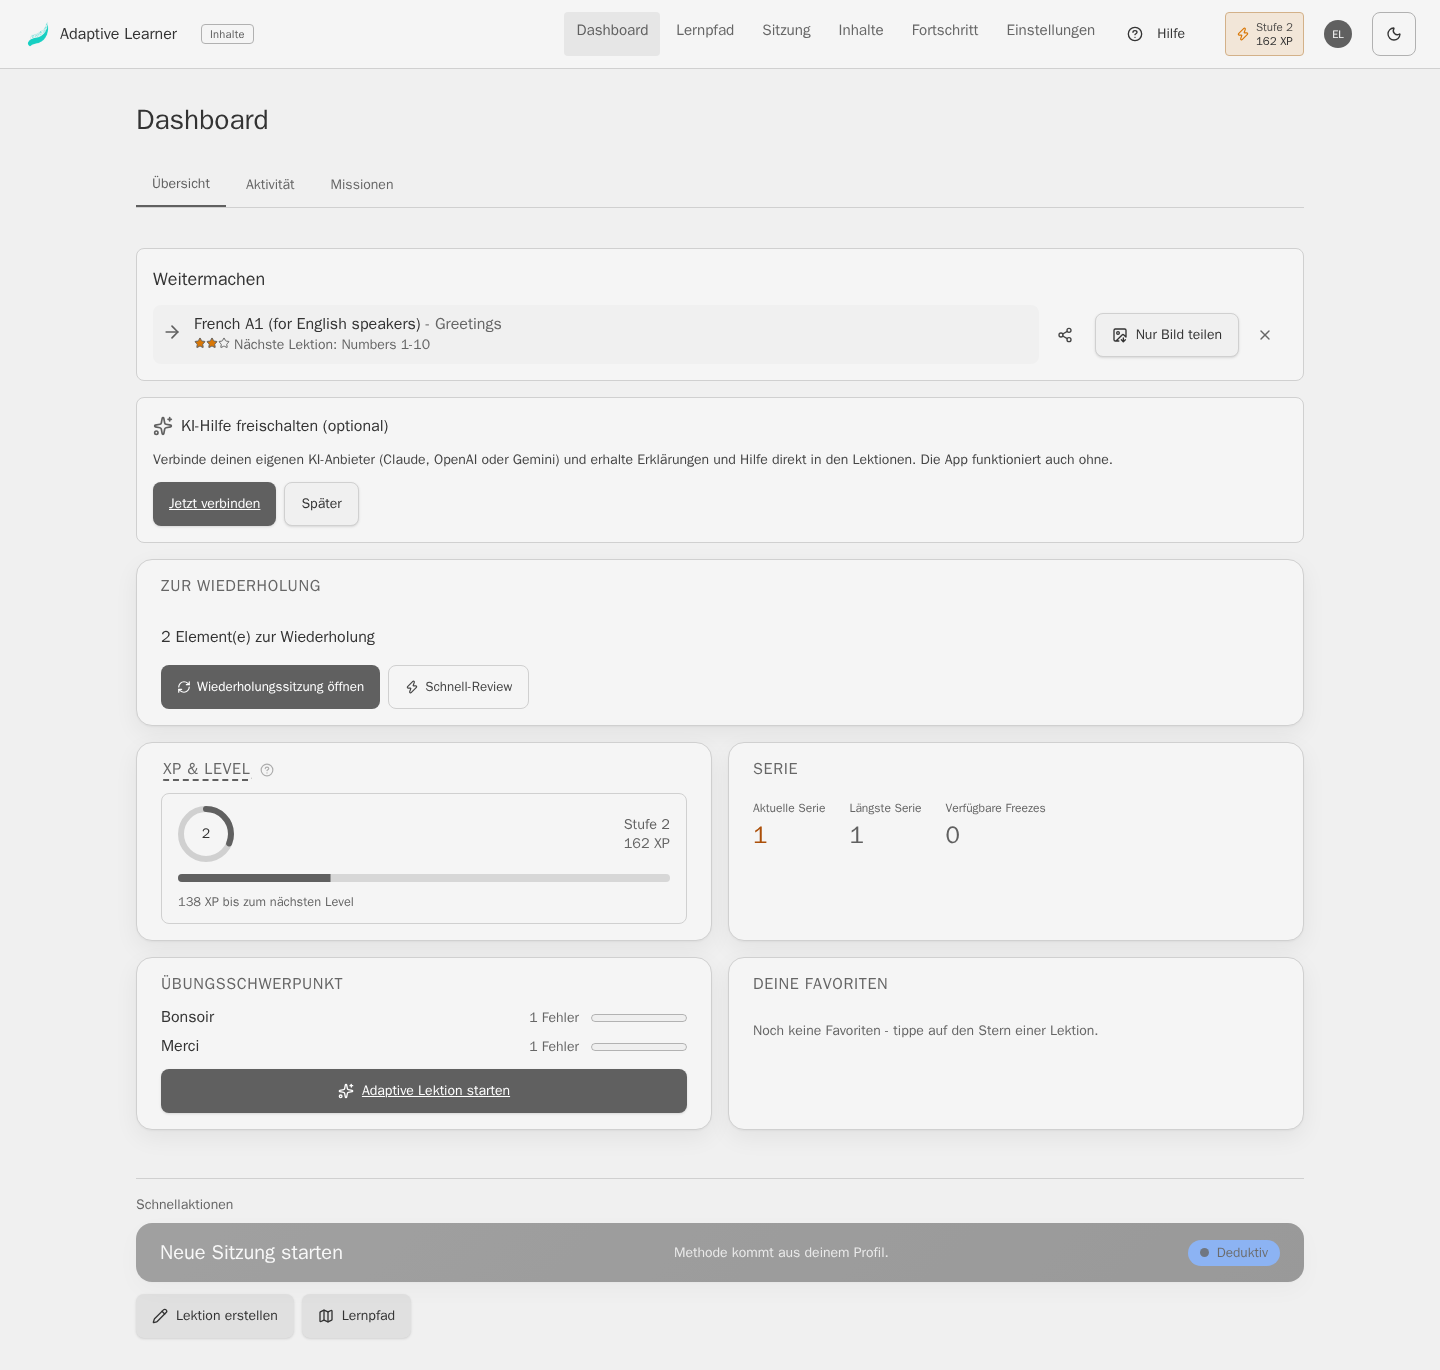 Adaptive Learner
Inhalte
Dashboard
Lernpfad
Sitzung
Inhalte
Fortschritt
Einstellungen
Hilfe
Stufe 2
162 XP
EL
Dashboard
Übersicht
Aktivität
Missionen
Weitermachen
French A1 (for English speakers) - Greetings
Nächste Lektion: Numbers 1-10
Nur Bild teilen
KI-Hilfe freischalten (optional)
Verbinde deinen eigenen KI-Anbieter (Claude, OpenAI oder Gemini) und erhalte Erklärungen und Hilfe direkt in den Lektionen. Die App funktioniert auch ohne.
Jetzt verbinden
Später
ZUR WIEDERHOLUNG
2 Element(e) zur Wiederholung
Wiederholungssitzung öffnen
Schnell-Review
XP & LEVEL
2
Stufe 2
162 XP
138 XP bis zum nächsten Level
SERIE
Aktuelle Serie
1
Längste Serie
1
Verfügbare Freezes
0
ÜBUNGSSCHWERPUNKT
Bonsoir
1 Fehler
Merci
1 Fehler
Adaptive Lektion starten
DEINE FAVORITEN
Noch keine Favoriten - tippe auf den Stern einer Lektion.
Schnellaktionen
Neue Sitzung starten
Methode kommt aus deinem Profil.
Deduktiv
Lektion erstellen
Lernpfad